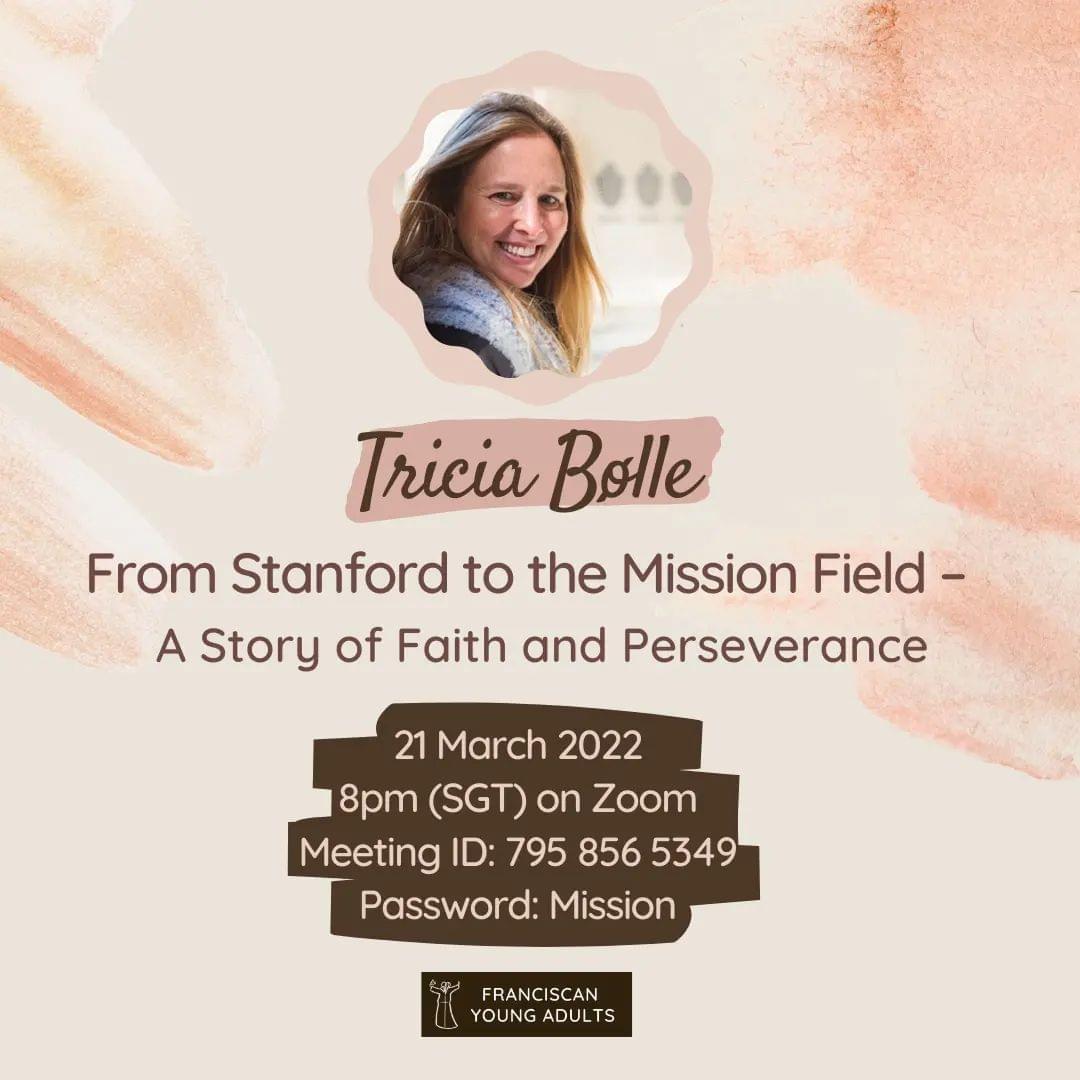 Tricia Bølle
From Stanford to the Mission Field –
A Story of Faith and Perseverance
21 March 2022
8pm (SGT) on Zoom
Meeting ID: 795 856 5349
Password: Mission
FRANCISCAN
YOUNG ADULTS